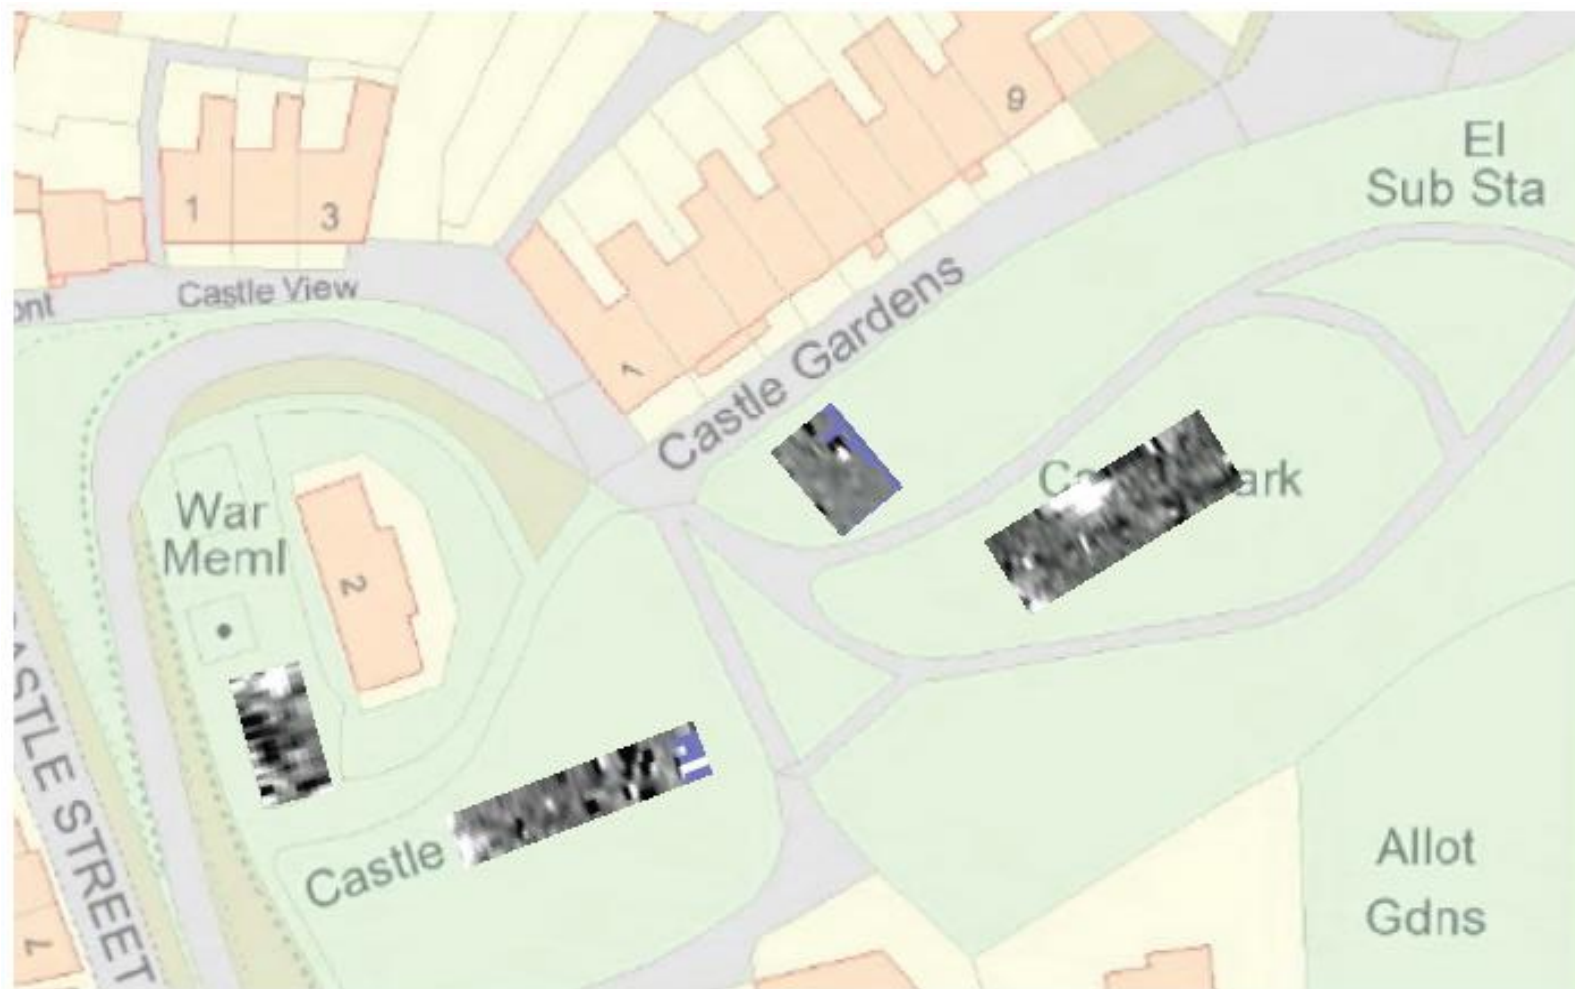 9
El
Sub Sta
1
3
Castle View
ont
1
Castle Gardens
War
Meml
2
ark
Castle
CASTLE STREET
Allot
Gdns
7